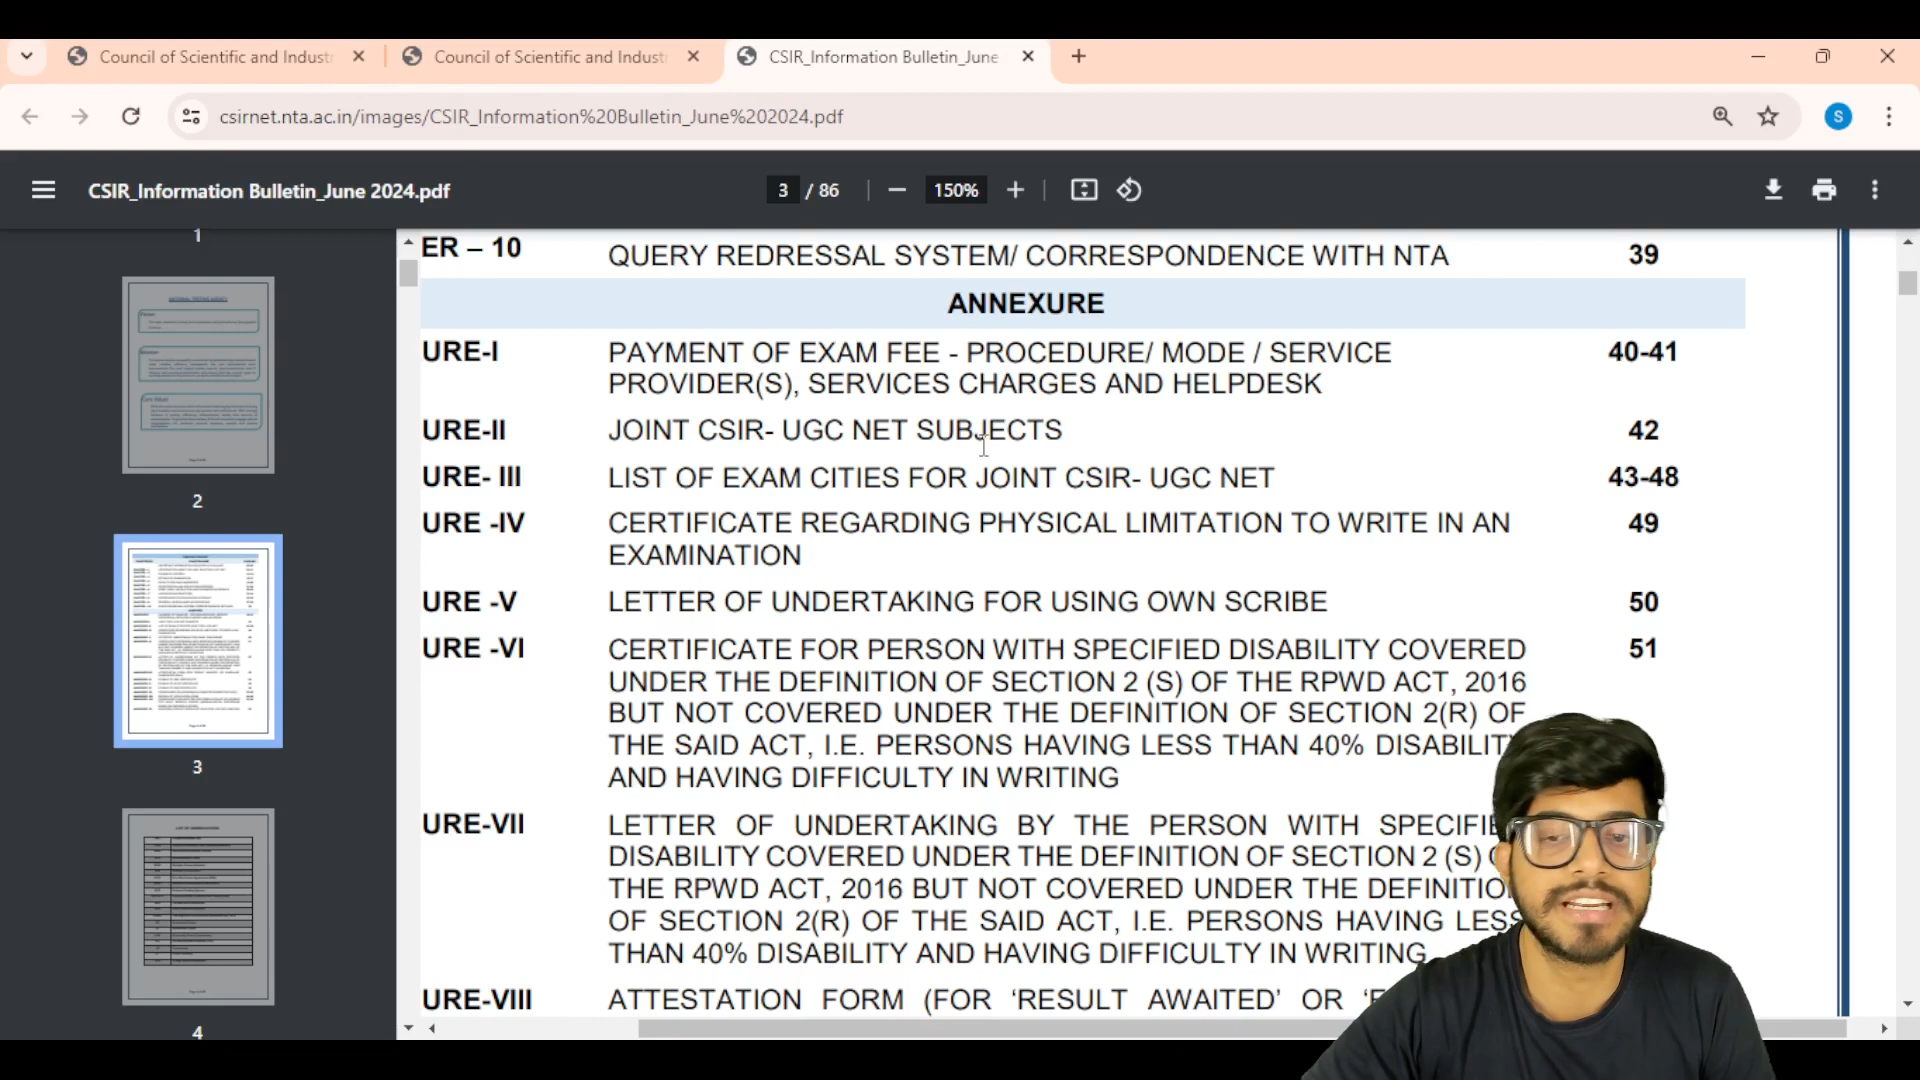 Council of Scientific and Indust
Council of Scientific and Indust
CSIR_Information Bulletin_June
csirnet.nta.ac.in/images/CSIR_Information%20Bulletin_June%202024.pdf
S
CSIR_Information Bulletin_June 2024.pdf
3 / 86
150%
1
2
3
4
ER – 10 QUERY REDRESSAL SYSTEM/ CORRESPONDENCE WITH NTA 39
ANNEXURE
URE-I PAYMENT OF EXAM FEE - PROCEDURE/ MODE / SERVICE 40-41
PROVIDER(S), SERVICES CHARGES AND HELPDESK
URE-II JOINT CSIR- UGC NET SUBJECTS 42
URE- III LIST OF EXAM CITIES FOR JOINT CSIR- UGC NET 43-48
URE -IV CERTIFICATE REGARDING PHYSICAL LIMITATION TO WRITE IN AN 49
EXAMINATION
URE -V LETTER OF UNDERTAKING FOR USING OWN SCRIBE 50
URE -VI CERTIFICATE FOR PERSON WITH SPECIFIED DISABILITY COVERED 51
UNDER THE DEFINITION OF SECTION 2 (S) OF THE RPWD ACT, 2016
BUT NOT COVERED UNDER THE DEFINITION OF SECTION 2(R) OF
THE SAID ACT, I.E. PERSONS HAVING LESS THAN 40% DISABILITY
AND HAVING DIFFICULTY IN WRITING
URE-VII LETTER OF UNDERTAKING BY THE PERSON WITH SPECIFIE
DISABILITY COVERED UNDER THE DEFINITION OF SECTION 2 (S)
THE RPWD ACT, 2016 BUT NOT COVERED UNDER THE DEFINITIO
OF SECTION 2(R) OF THE SAID ACT, I.E. PERSONS HAVING LESS
THAN 40% DISABILITY AND HAVING DIFFICULTY IN WRITING
URE-VIII ATTESTATION FORM (FOR ‘RESULT AWAITED’ OR